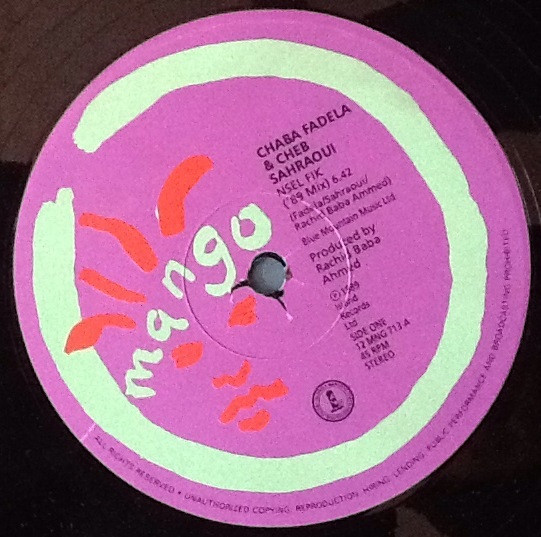 mango
CHABA FADELA
& CHEB
SAHRAOUI
NSEL FIK
('89 Mix) 6.42
(Fadela/Sahraoui/
Rachid Baba Ammed)
Blue Mountain Music Ltd
Produced by
Rachid Baba
Ahmed
℗ 1989
Island
Records
Ltd
SIDE ONE
12 MNG 713 A
45 RPM
STEREO
ALL RIGHTS RESERVED • UNAUTHORIZED COPYING, REPRODUCTION, HIRING, LENDING, PUBLIC PERFORMANCE AND BROADCASTING PROHIBITED